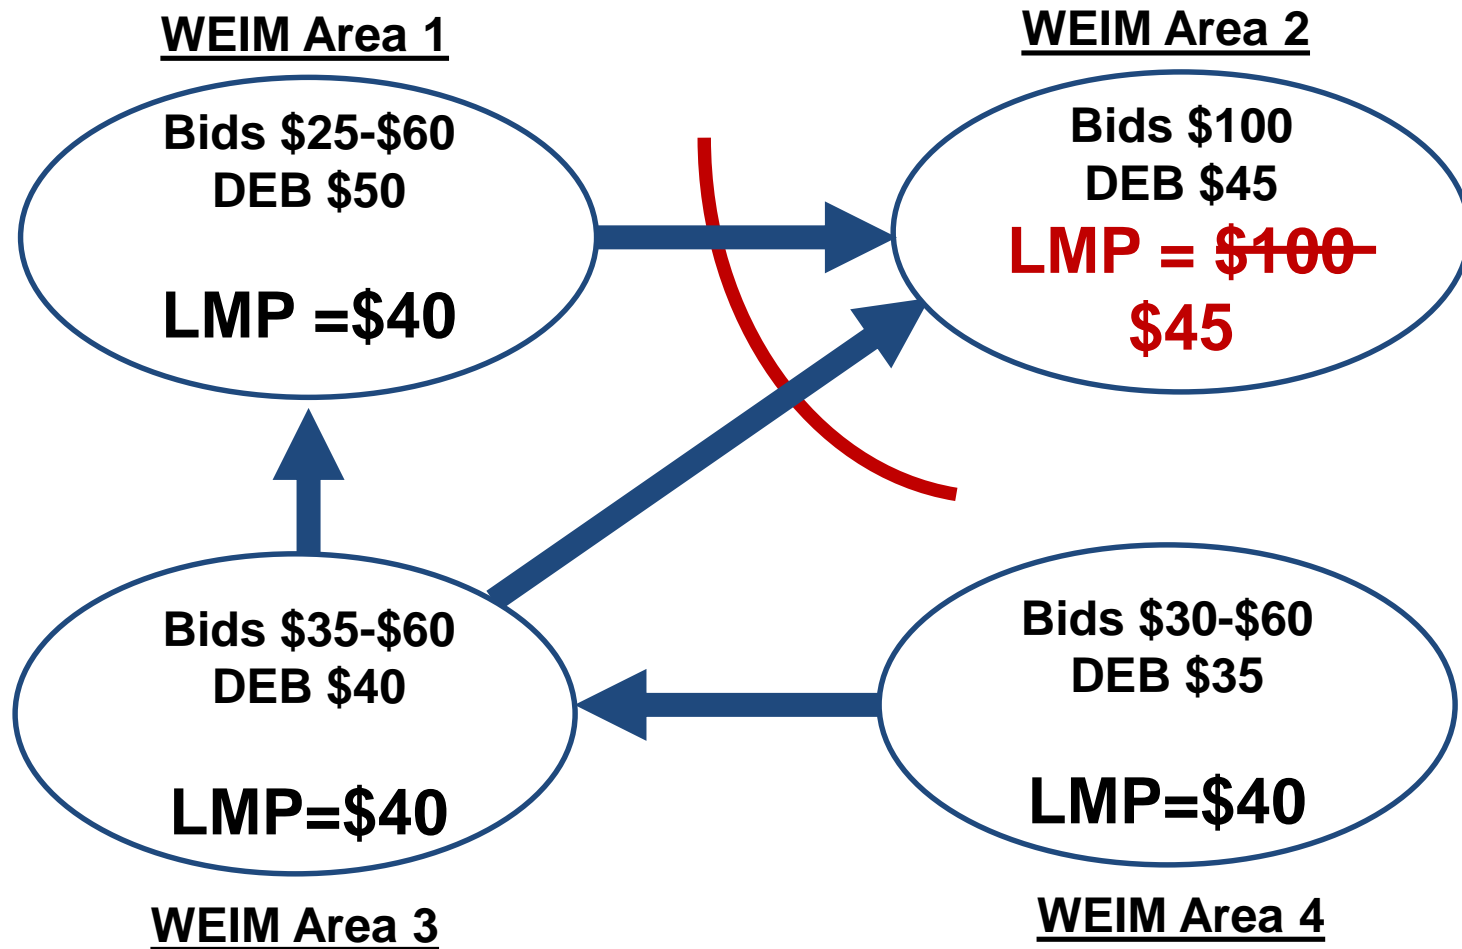 WEIM Area 1
Bids $25-$60
DEB $50
LMP =$40
WEIM Area 2
Bids $100
DEB $45
LMP = $100
$45
Bids $35-$60
DEB $40
LMP=$40
WEIM Area 3
Bids $30-$60
DEB $35
LMP=$40
WEIM Area 4